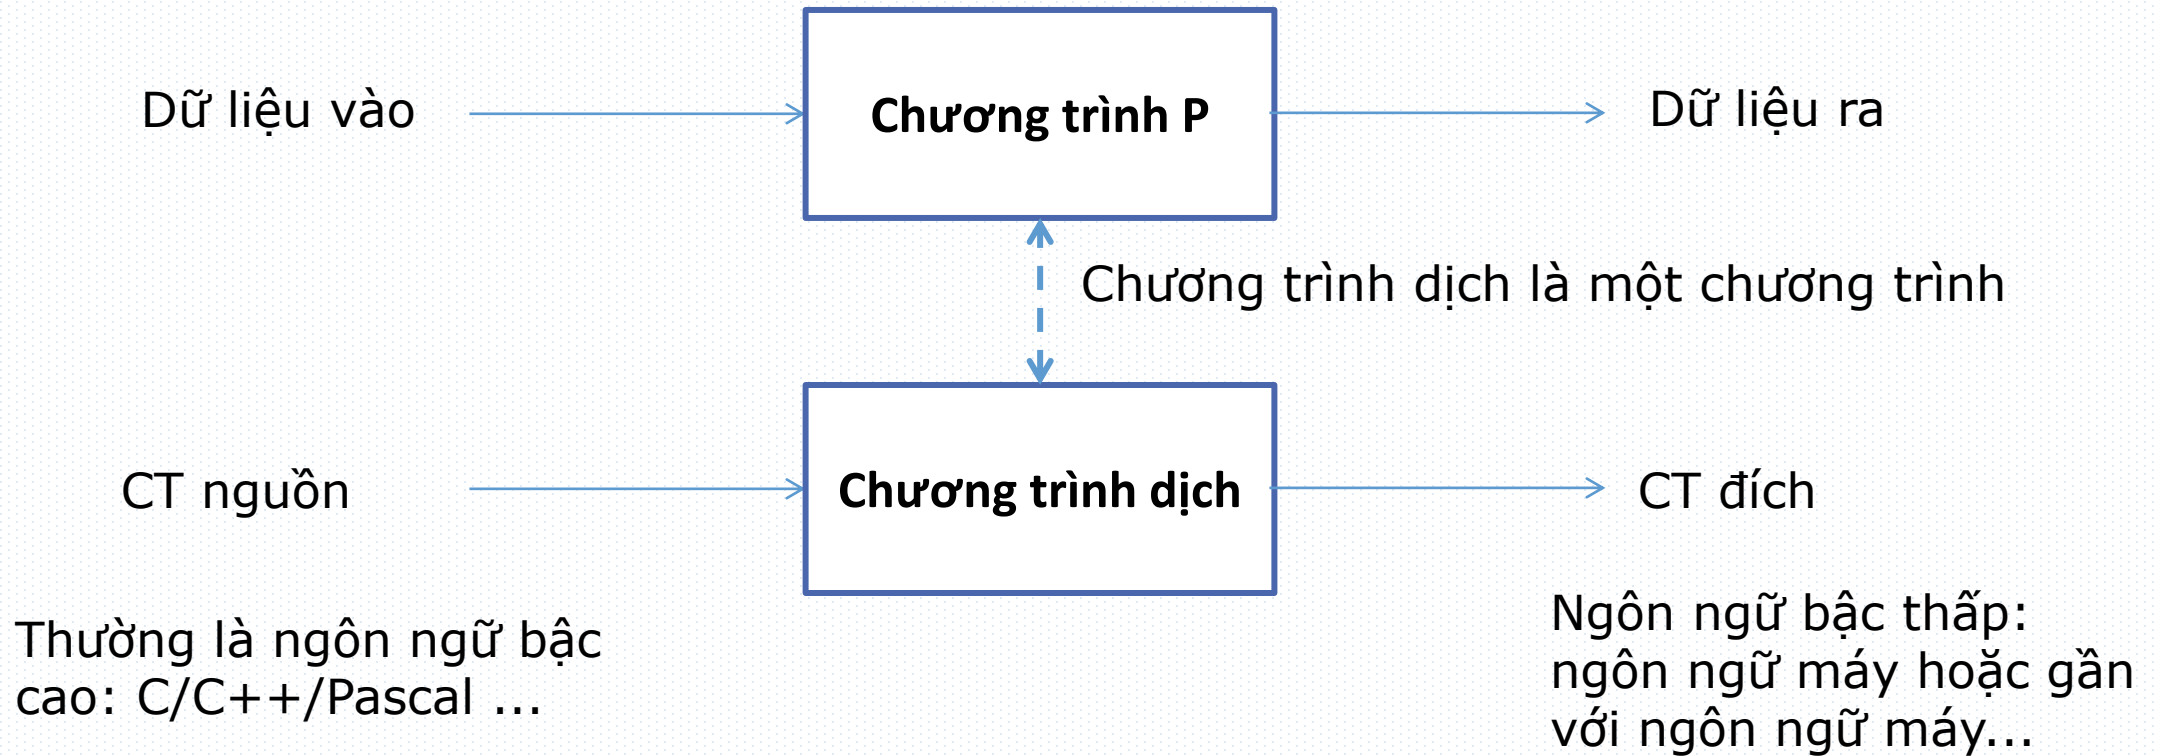 Dữ liệu vào
Chương trình P
Dữ liệu ra
Chương trình dịch là một chương trình
CT nguồn
Chương trình dịch
CT đích
Thường là ngôn ngữ bậc
cao: C/C++/Pascal ...
Ngôn ngữ bậc thấp:
ngôn ngữ máy hoặc gần
với ngôn ngữ máy...